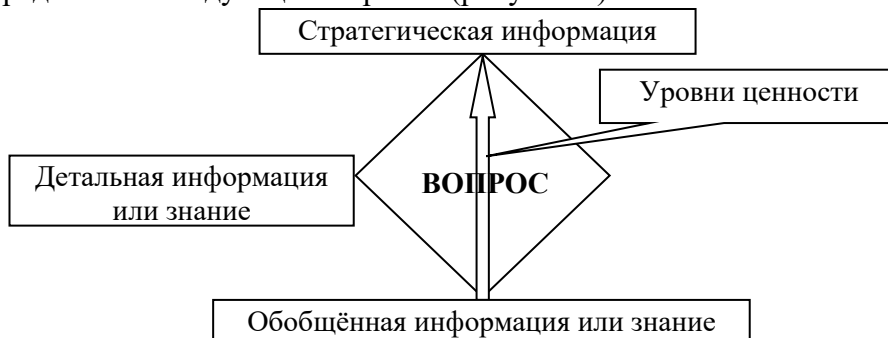 Стратегическая информация
Уровни ценности
Детальная информация
или знание
ВОПРОС
Обобщённая информация или знание